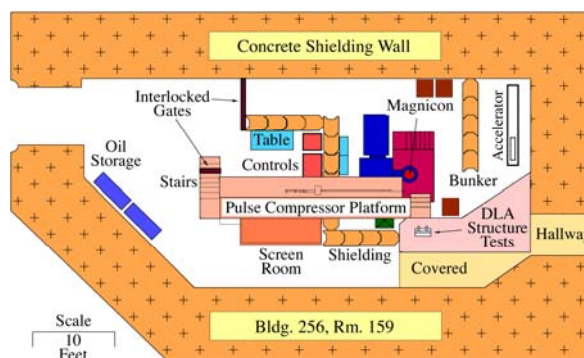 Concrete Shielding Wall
Interlocked
Gates
Magnicon
Oil
Storage
Table
Controls
Stairs
Accelerator
Bunker
Pulse Compressor Platform
DLA
Structure
Tests
Hallway
Screen
Room
Shielding
Covered
Scale
10
Feet
Bldg. 256, Rm. 159